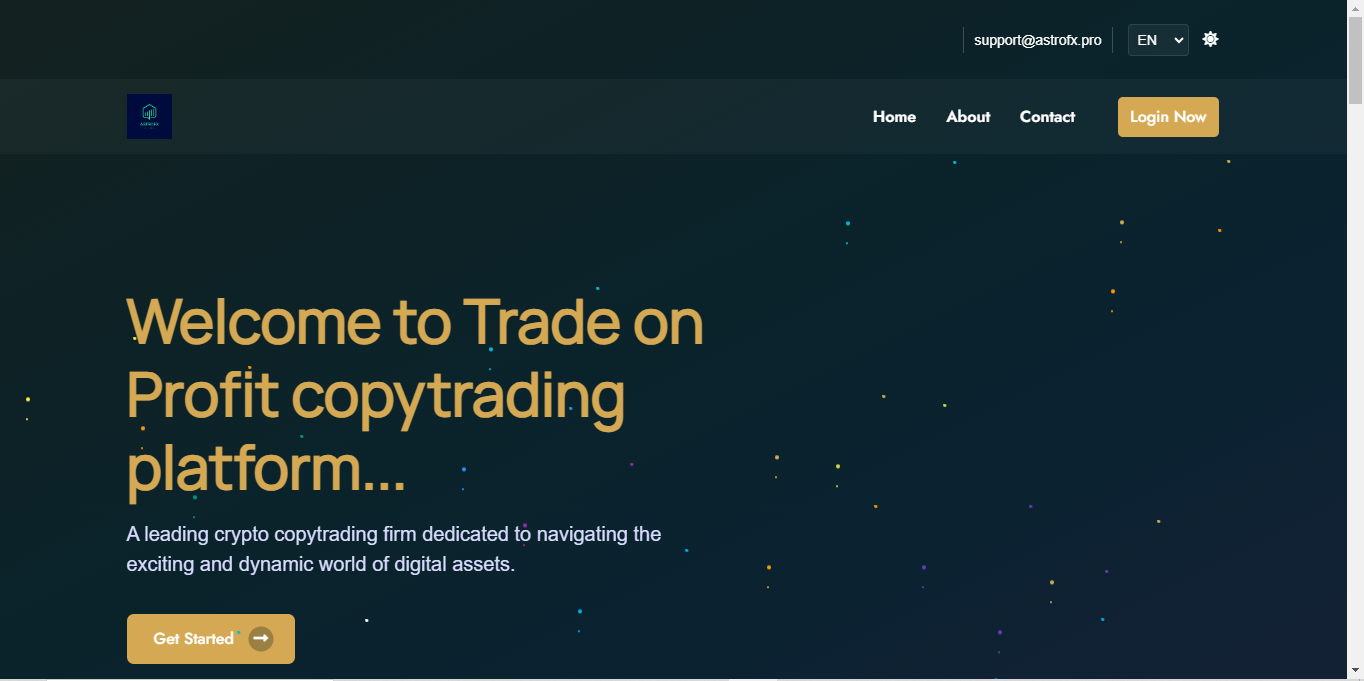 support@astrofx.pro
EN
Home
About
Contact
Login Now
Welcome to Trade on
Profit copytrading
platform...
A leading crypto copytrading firm dedicated to navigating the
exciting and dynamic world of digital assets.
Get Started